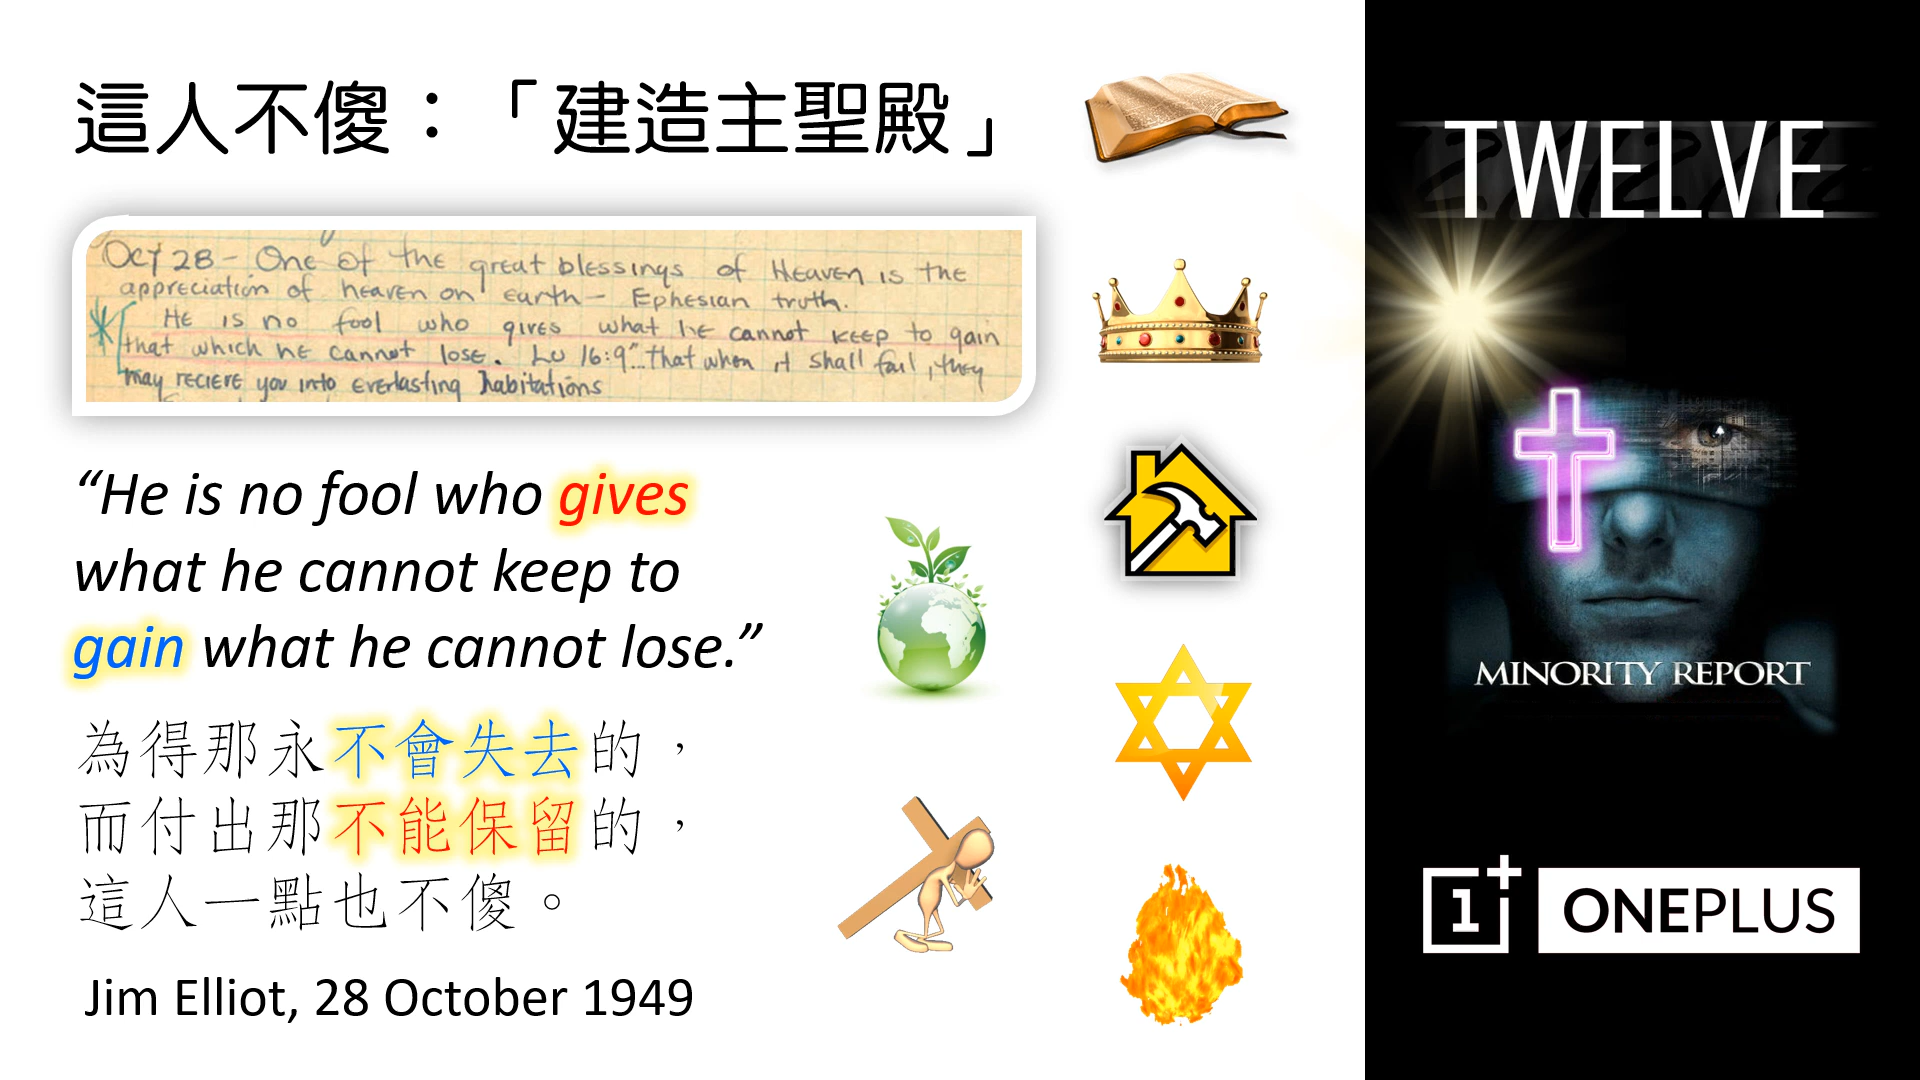 這人不傻：「建造主聖殿」
OCT 28 - One of the great blessings of Heaven is the
appreciation of heaven on earth - Ephesian truth.
He is no fool who gives what he cannot keep to gain
that which he cannot lose. Lu 16:9 "...that when it shall fail, they
may recieve you into everlasting habitations
“He is no fool who gives
what he cannot keep to
gain what he cannot lose.”
為得那永不會失去的，
而付出那不能保留的，
這人一點也不傻。
Jim Elliot, 28 October 1949
TWELVE
MINORITY REPORT
1+ ONEPLUS